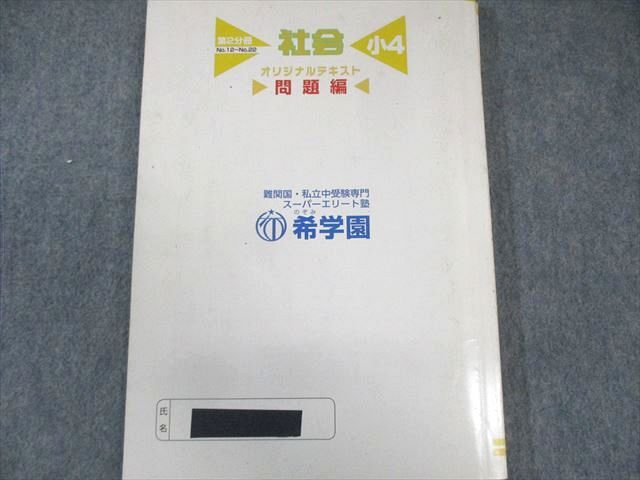 第2分冊
No.12~No.22
社会
小4
オリジナルテキスト
問題編
難関国・私立中受験専門
スーパーエリート塾
のぞみ
希学園
氏名